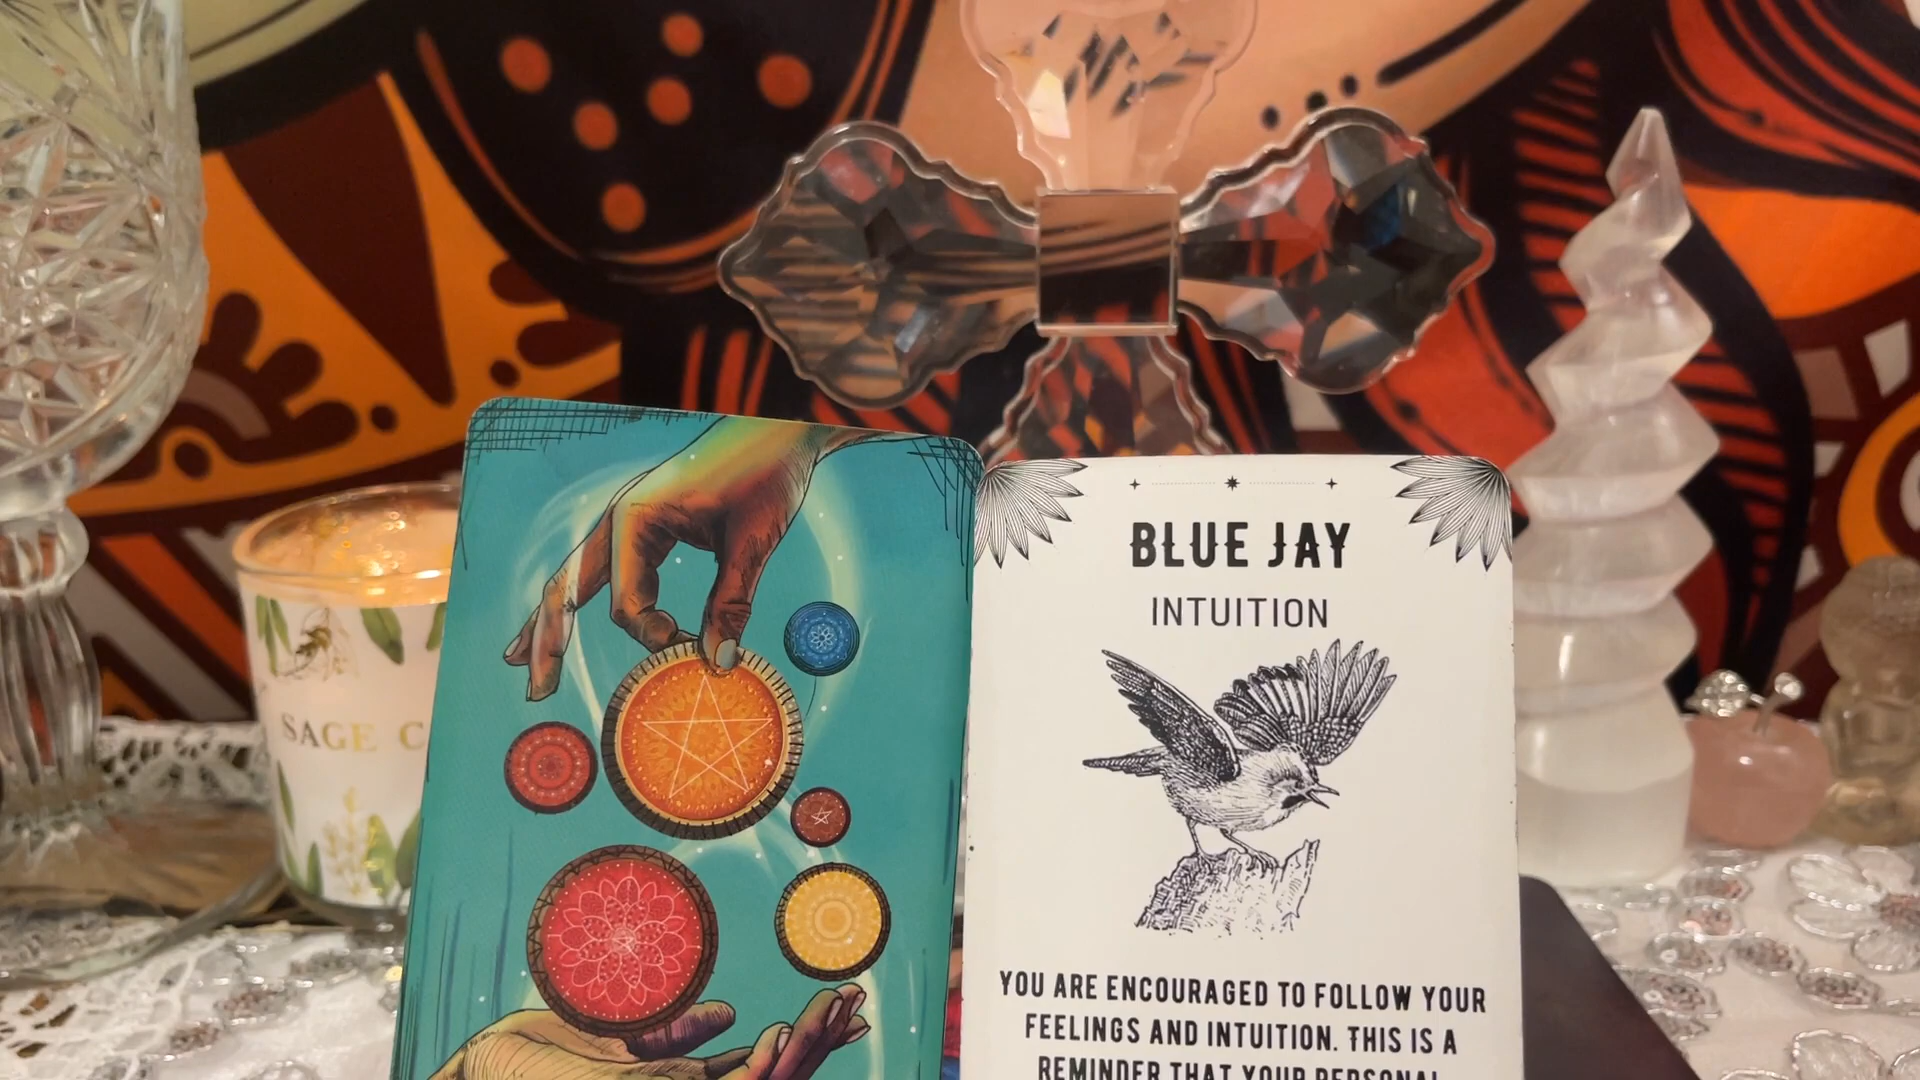 SAGE C
BLUE JAY
INTUITION
YOU ARE ENCOURAGED TO FOLLOW YOUR
FEELINGS AND INTUITION. THIS IS A
REMINDER THAT YOUR PERSONAL